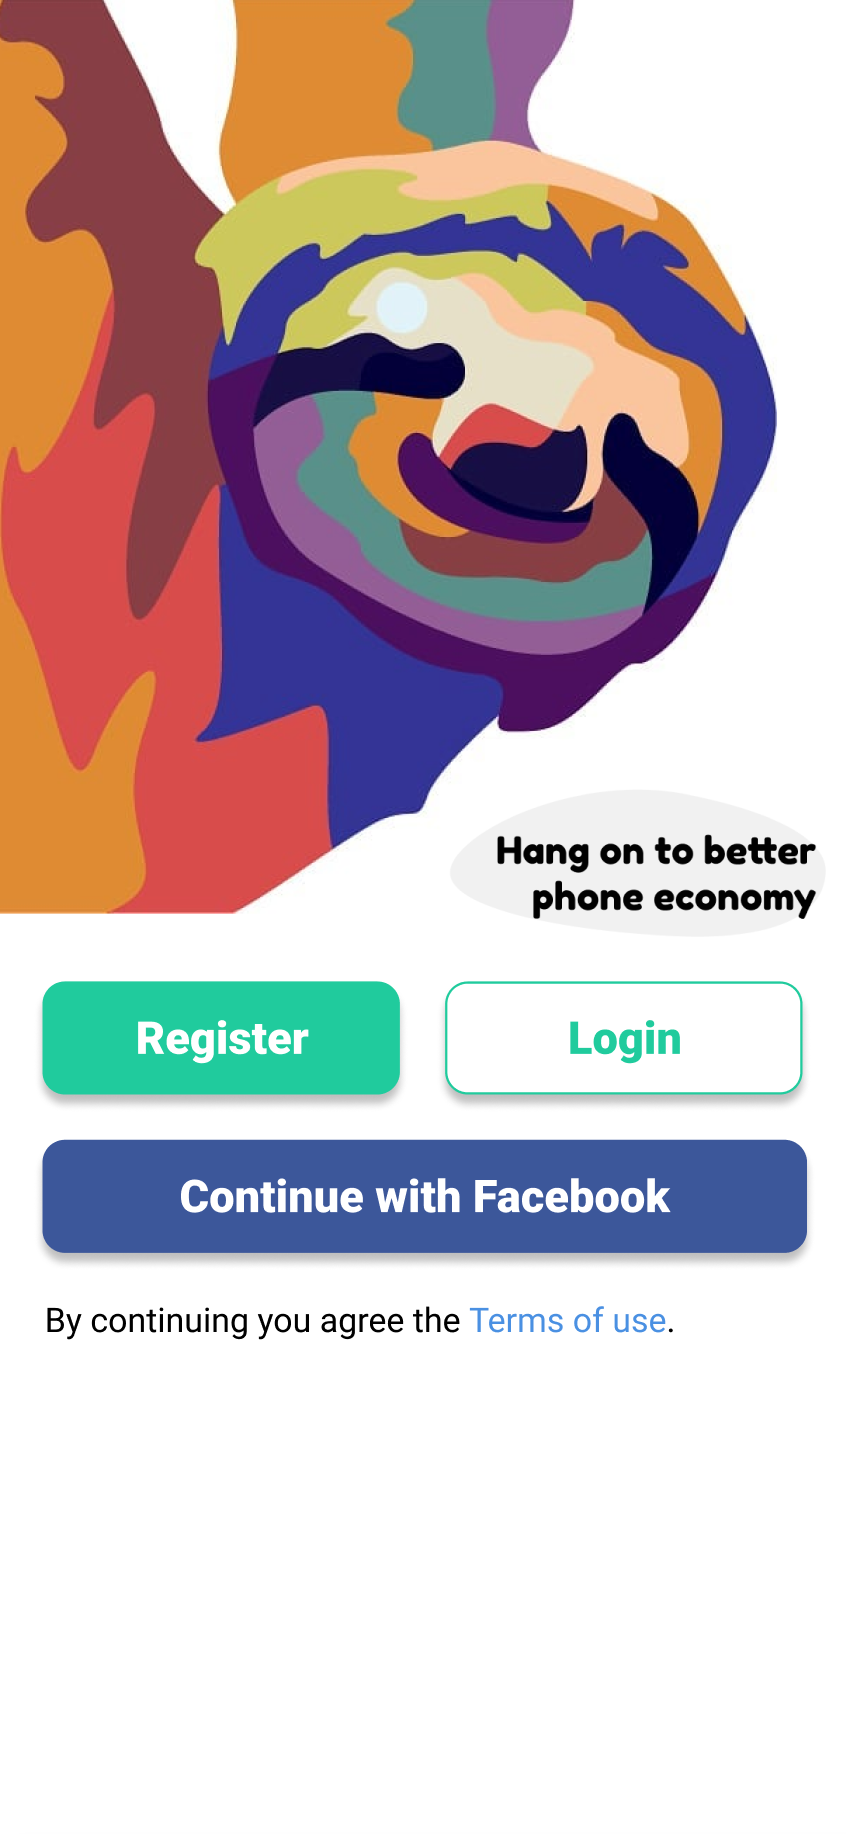 Hang on to better
phone economy
Register
Login
Continue with Facebook
By continuing you agree the Terms of use.